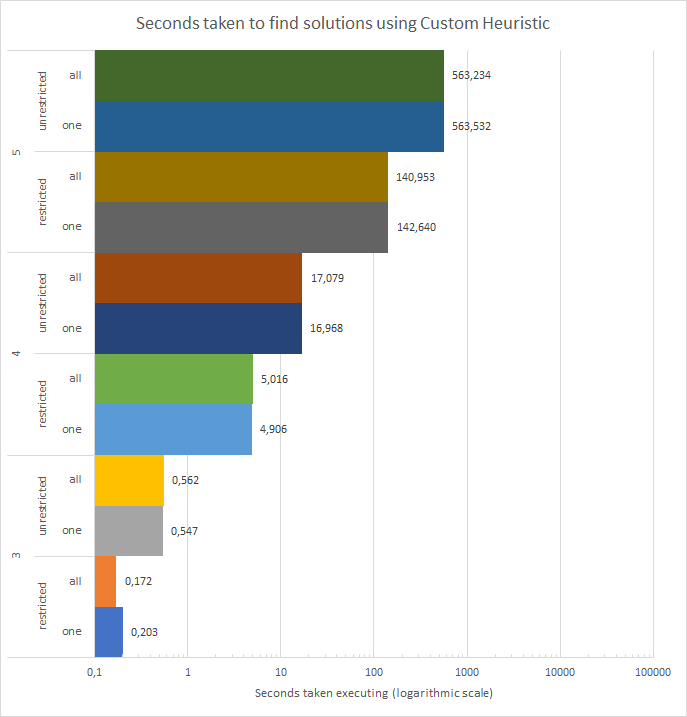 Seconds taken to find solutions using Custom Heuristic
5
unrestricted
all
563,234
one
563,532
restricted
all
140,953
one
142,640
4
unrestricted
all
17,079
one
16,968
restricted
all
5,016
one
4,906
3
unrestricted
all
0,562
one
0,547
restricted
all
0,172
one
0,203
0,1 1 10 100 1000 10000 100000
Seconds taken executing (logarithmic scale)